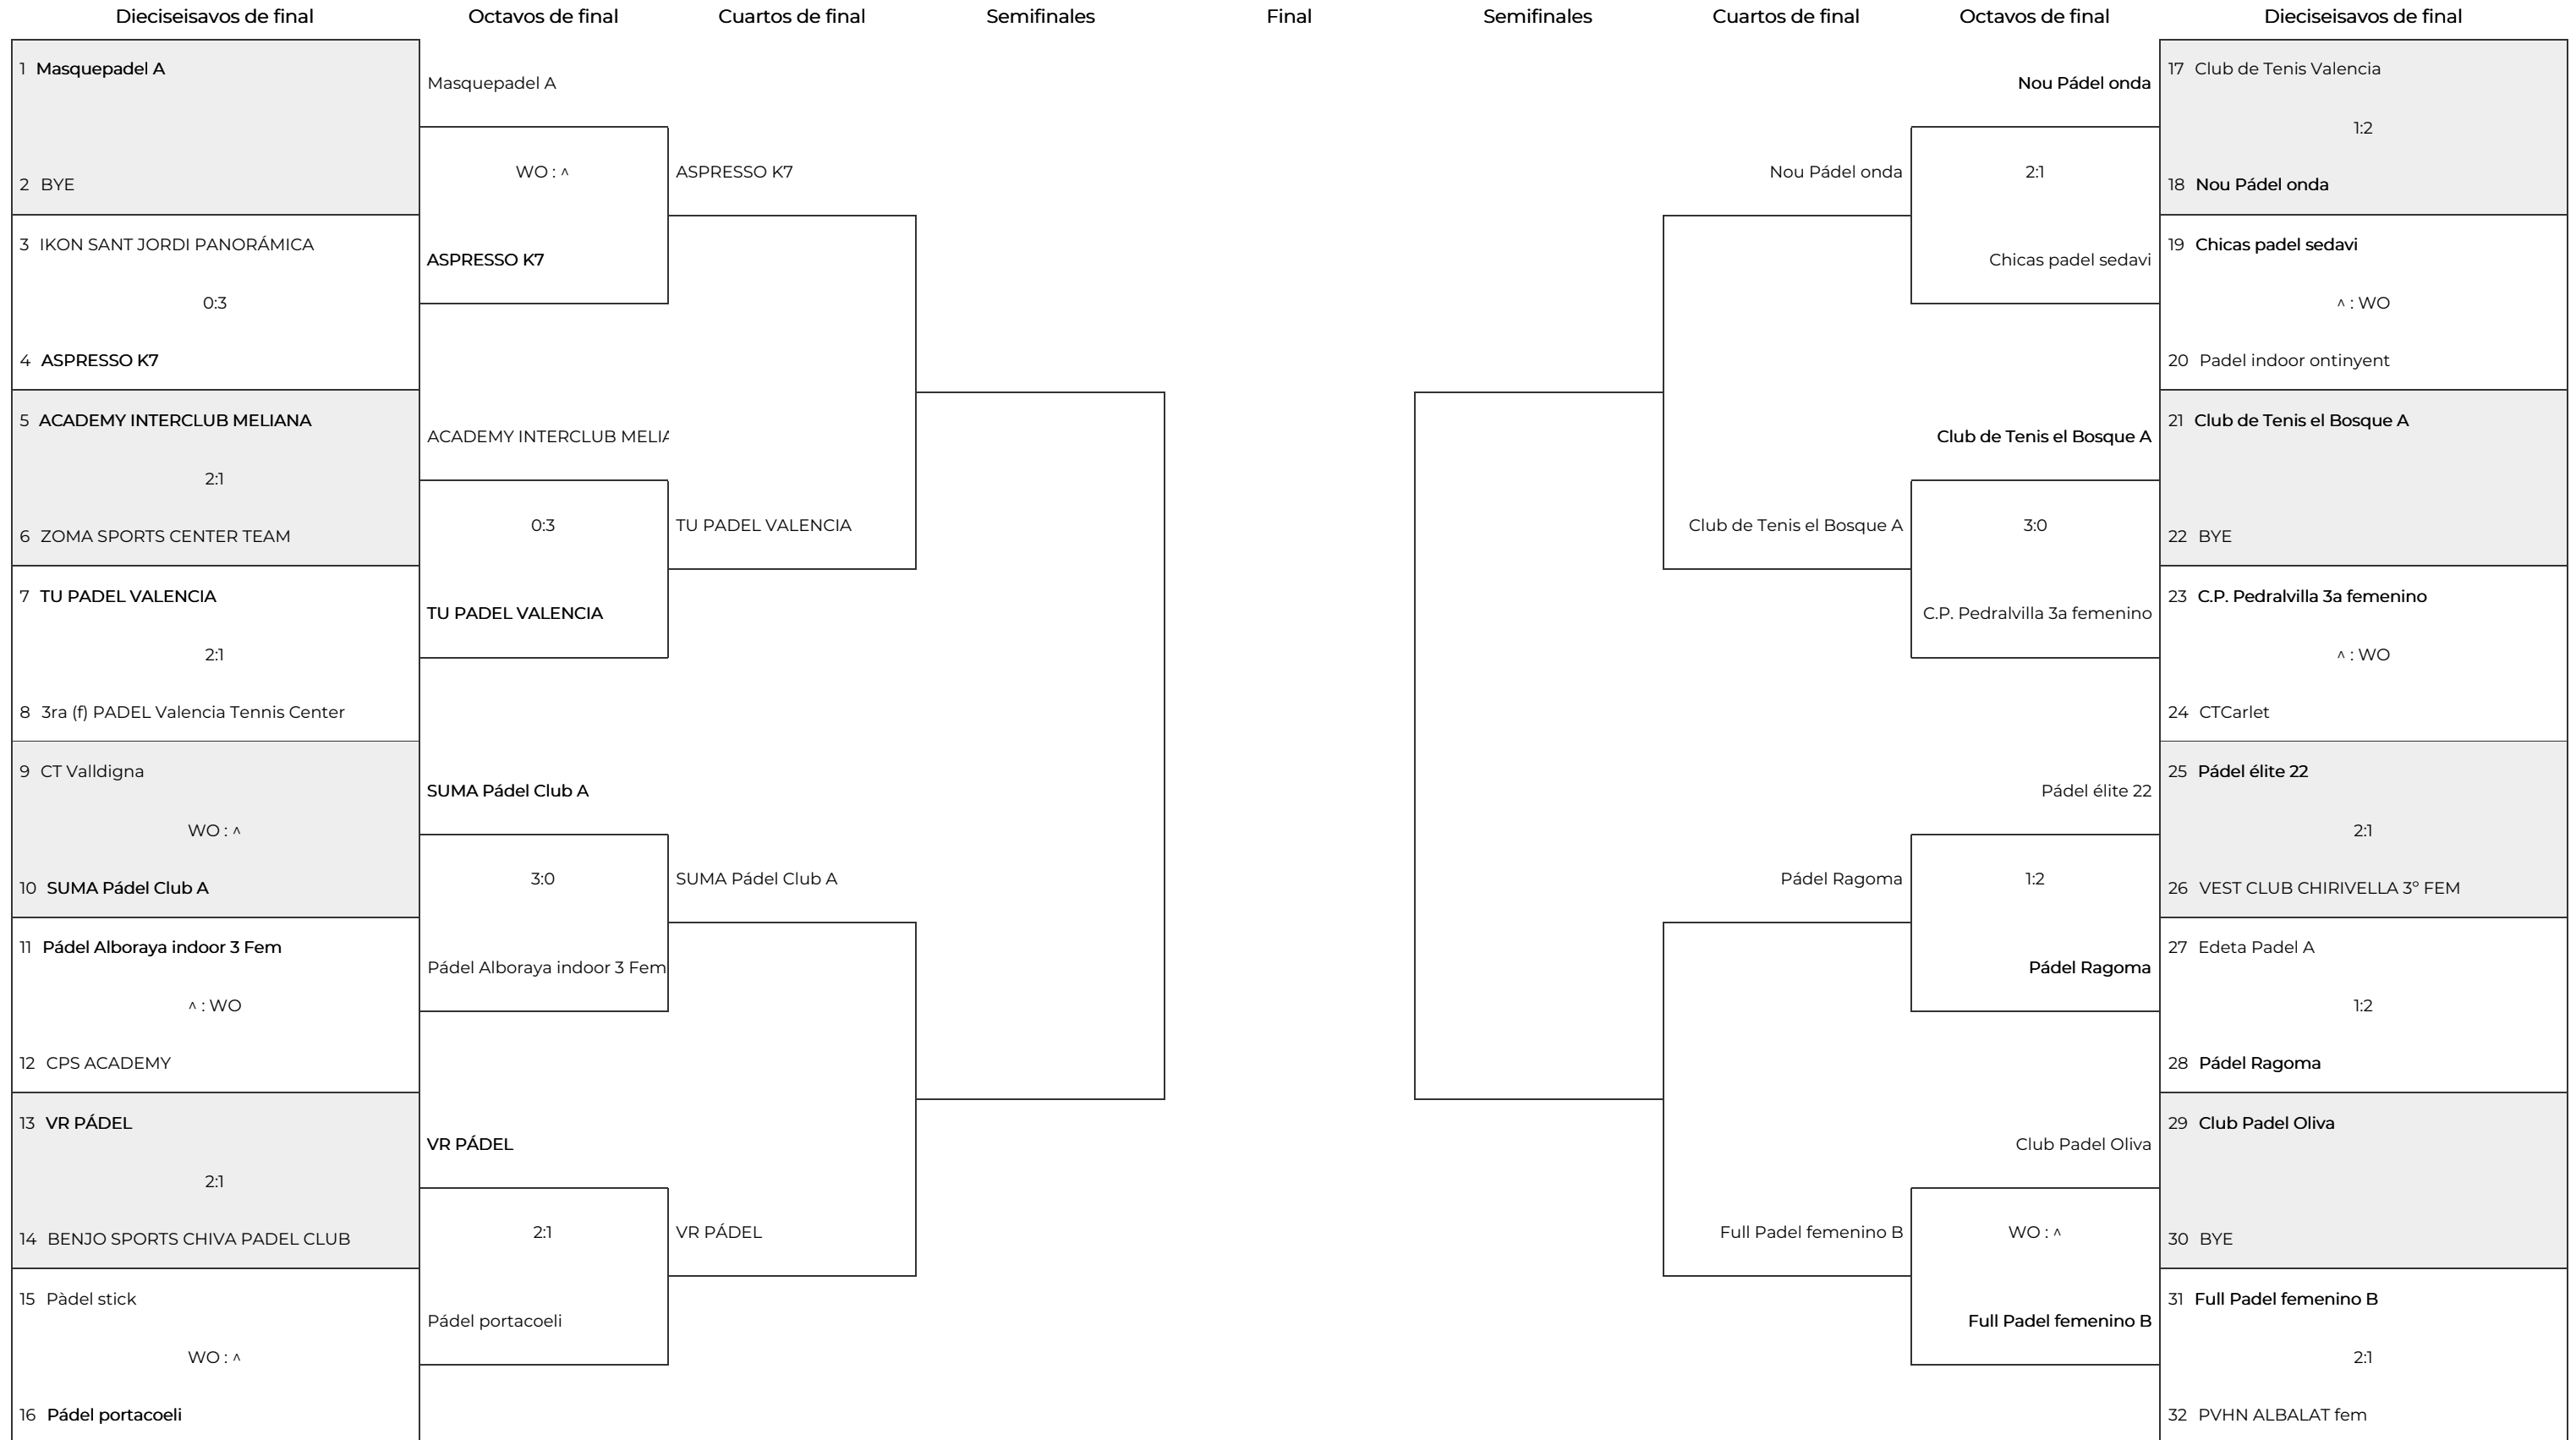 Dieciseisavos de final
Octavos de final
Cuartos de final
Semifinales
Final
Semifinales
Cuartos de final
Octavos de final
Dieciseisavos de final
1 Masquepadel A
2 BYE
3 IKON SANT JORDI PANORÁMICA
0:3
4 ASPRESSO K7
5 ACADEMY INTERCLUB MELIANA
2:1
6 ZOMA SPORTS CENTER TEAM
7 TU PADEL VALENCIA
2:1
8 3ra (f) PADEL Valencia Tennis Center
9 CT Valldigna
WO : ^
10 SUMA Pádel Club A
11 Pádel Alboraya indoor 3 Fem
^ : WO
12 CPS ACADEMY
13 VR PÁDEL
2:1
14 BENJO SPORTS CHIVA PADEL CLUB
15 Pàdel stick
WO : ^
16 Pádel portacoeli
Masquepadel A
WO : ^
ASPRESSO K7
ACADEMY INTERCLUB MELIA
0:3
TU PADEL VALENCIA
SUMA Pádel Club A
3:0
Pádel Alboraya indoor 3 Fem
VR PÁDEL
2:1
Pádel portacoeli
ASPRESSO K7
TU PADEL VALENCIA
SUMA Pádel Club A
VR PÁDEL
Nou Pádel onda
Club de Tenis el Bosque A
Pádel Ragoma
Full Padel femenino B
Nou Pádel onda
2:1
Chicas padel sedavi
Club de Tenis el Bosque A
3:0
C.P. Pedralvilla 3a femenino
Pádel élite 22
1:2
Pádel Ragoma
Club Padel Oliva
WO : ^
Full Padel femenino B
17 Club de Tenis Valencia
1:2
18 Nou Pádel onda
19 Chicas padel sedavi
^ : WO
20 Padel indoor ontinyent
21 Club de Tenis el Bosque A
22 BYE
23 C.P. Pedralvilla 3a femenino
^ : WO
24 CTCarlet
25 Pádel élite 22
2:1
26 VEST CLUB CHIRIVELLA 3º FEM
27 Edeta Padel A
1:2
28 Pádel Ragoma
29 Club Padel Oliva
30 BYE
31 Full Padel femenino B
2:1
32 PVHN ALBALAT fem